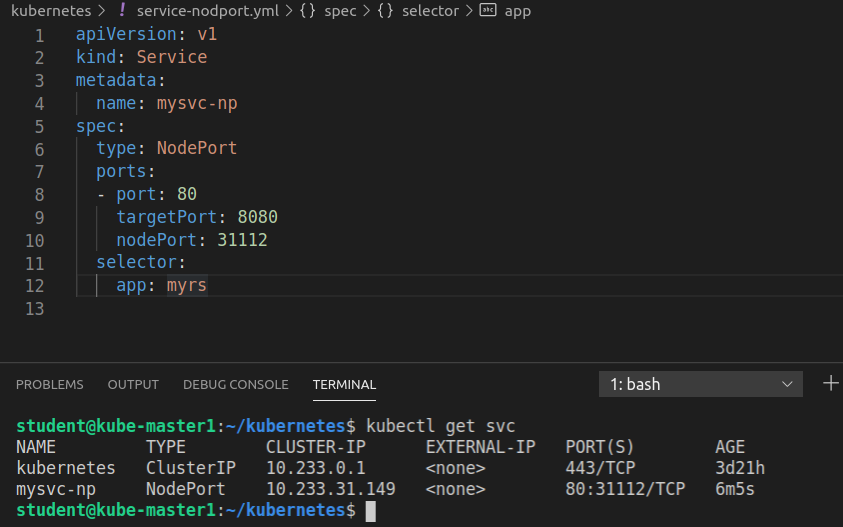 kubernetes > ! service-nodport.yml > {} spec > {} selector > abc app
1 apiVersion: v1
2 kind: Service
3 metadata:
4   name: mysvc-np
5 spec:
6   type: NodePort
7   ports:
8   - port: 80
9     targetPort: 8080
10     nodePort: 31112
11   selector:
12     app: myrs
13
PROBLEMS OUTPUT DEBUG CONSOLE TERMINAL 1: bash +
student@kube-master1:~/kubernetes$ kubectl get svc
NAME         TYPE        CLUSTER-IP      EXTERNAL-IP   PORT(S)        AGE
kubernetes   ClusterIP   10.233.0.1      <none>        443/TCP        3d21h
mysvc-np     NodePort    10.233.31.149   <none>        80:31112/TCP   6m5s
student@kube-master1:~/kubernetes$